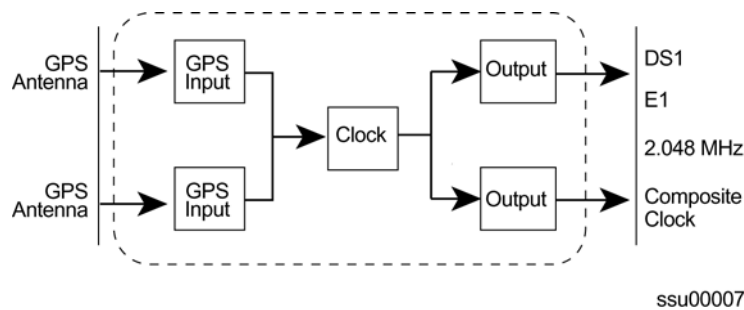 GPS
Antenna
GPS
Input
Output
DS1
E1
Clock
2.048 MHz
GPS
Antenna
GPS
Input
Output
Composite
Clock
ssu00007